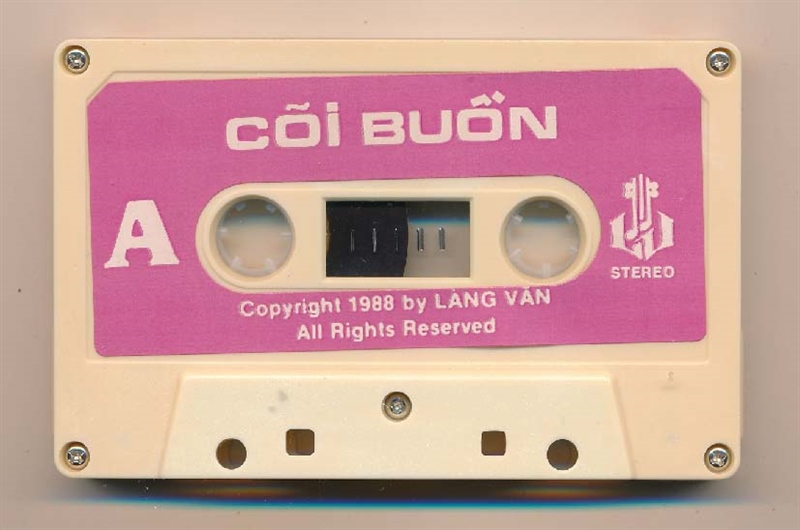 CÕI BUỒN
A
STEREO
Copyright 1988 by LÀNG VĂN
All Rights Reserved